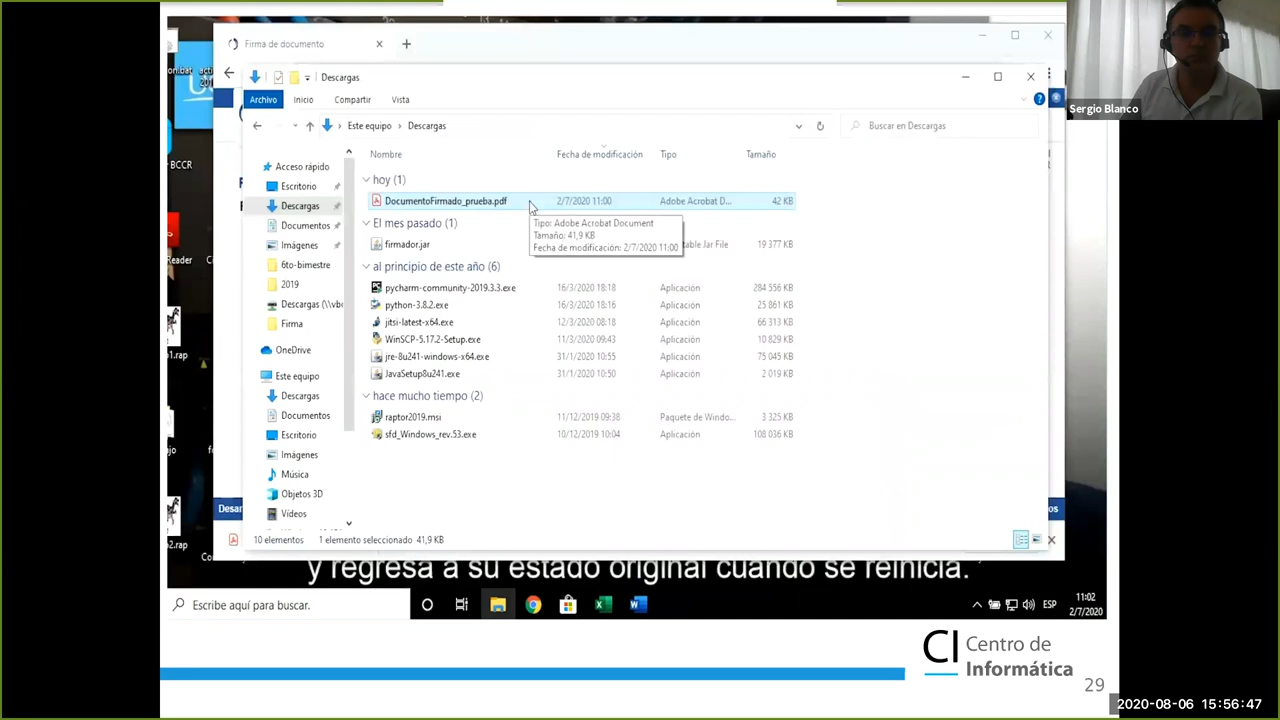 Firma de documento
Descargas
Archivo Inicio Compartir Vista
Este equipo › Descargas
Buscar en Descargas
Sergio Blanco
BCCR
Reader
Acceso rápido
Escritorio
Descargas
Documentos
Imágenes
6to-bimestre
2019
Descargas (\\vbc
Firma
OneDrive
Este equipo
Descargas
Documentos
Escritorio
Imágenes
Música
Objetos 3D
Vídeos
Nombre Fecha de modificación Tipo Tamaño
hoy (1)
DocumentoFirmado_prueba.pdf 2/7/2020 11:00 Adobe Acrobat D... 42 KB
Tipo: Adobe Acrobat Document
Tamaño: 41,9 KB
Fecha de modificación: 2/7/2020 11:00
El mes pasado (1)
firmador.jar table Jar File 19 377 KB
al principio de este año (6)
pycharm-community-2019.3.3.exe 16/3/2020 18:18 Aplicación 284 556 KB
python-3.8.2.exe 16/3/2020 18:16 Aplicación 25 861 KB
jitsi-latest-x64.exe 12/3/2020 08:18 Aplicación 66 313 KB
WinSCP-5.17.2-Setup.exe 11/3/2020 09:43 Aplicación 10 829 KB
jre-8u241-windows-x64.exe 31/1/2020 10:55 Aplicación 75 045 KB
JavaSetup8u241.exe 31/1/2020 10:50 Aplicación 2 019 KB
hace mucho tiempo (2)
raptor2019.msi 11/12/2019 09:38 Paquete de Windo... 3 325 KB
sfd_Windows_rev.53.exe 10/12/2019 10:04 Aplicación 108 036 KB
10 elementos 1 elemento seleccionado 41,9 KB
y regresa a su estado original cuando se reinicia.
Escribe aquí para buscar.
ESP
11:02
2/7/2020
CI Centro de
Informática
29
2020-08-06 15:56:47